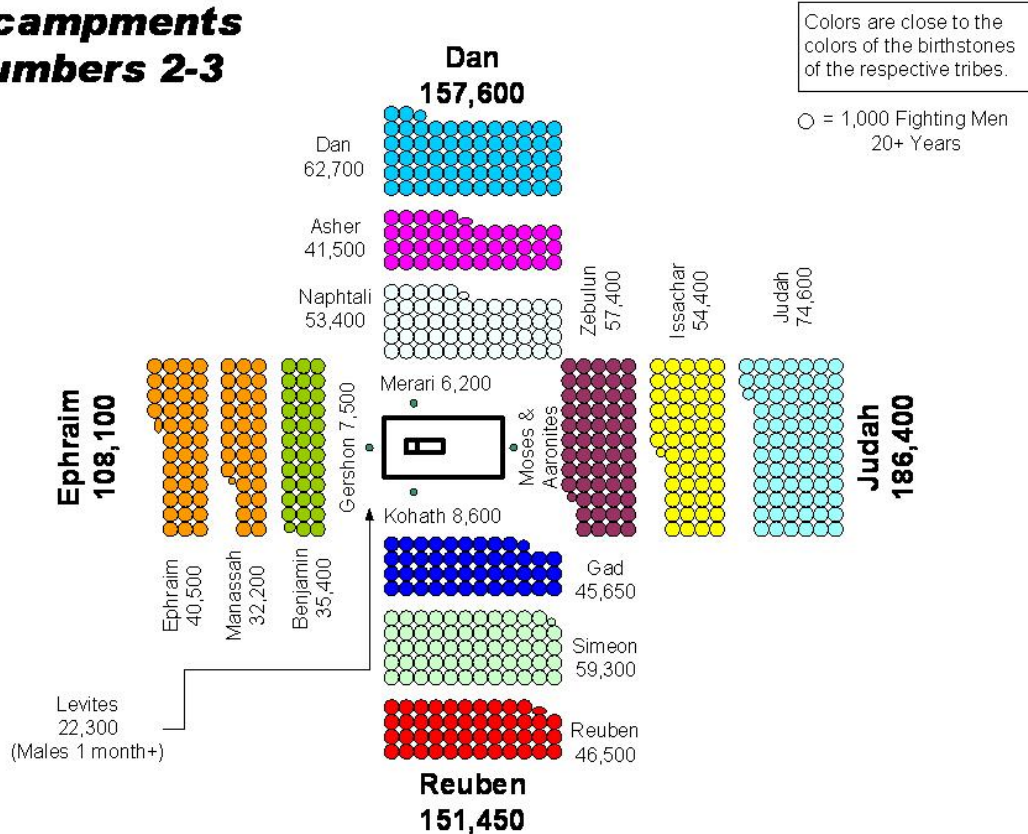 campments
umbers 2-3
Colors are close to the
colors of the birthstones
of the respective tribes.
= 1,000 Fighting Men
20+ Years
Dan
157,600
Dan
62,700
Asher
41,500
Naphtali
53,400
Zebulun
57,400
Issachar
54,400
Judah
74,600
Ephraim
108,100
Merari 6,200
Gershon 7,500
Moses &
Aaronites
Judah
186,400
Kohath 8,600
Ephraim
40,500
Manassah
32,200
Benjamin
35,400
Gad
45,650
Simeon
59,300
Levites
22,300
(Males 1 month+)
Reuben
46,500
Reuben
151,450